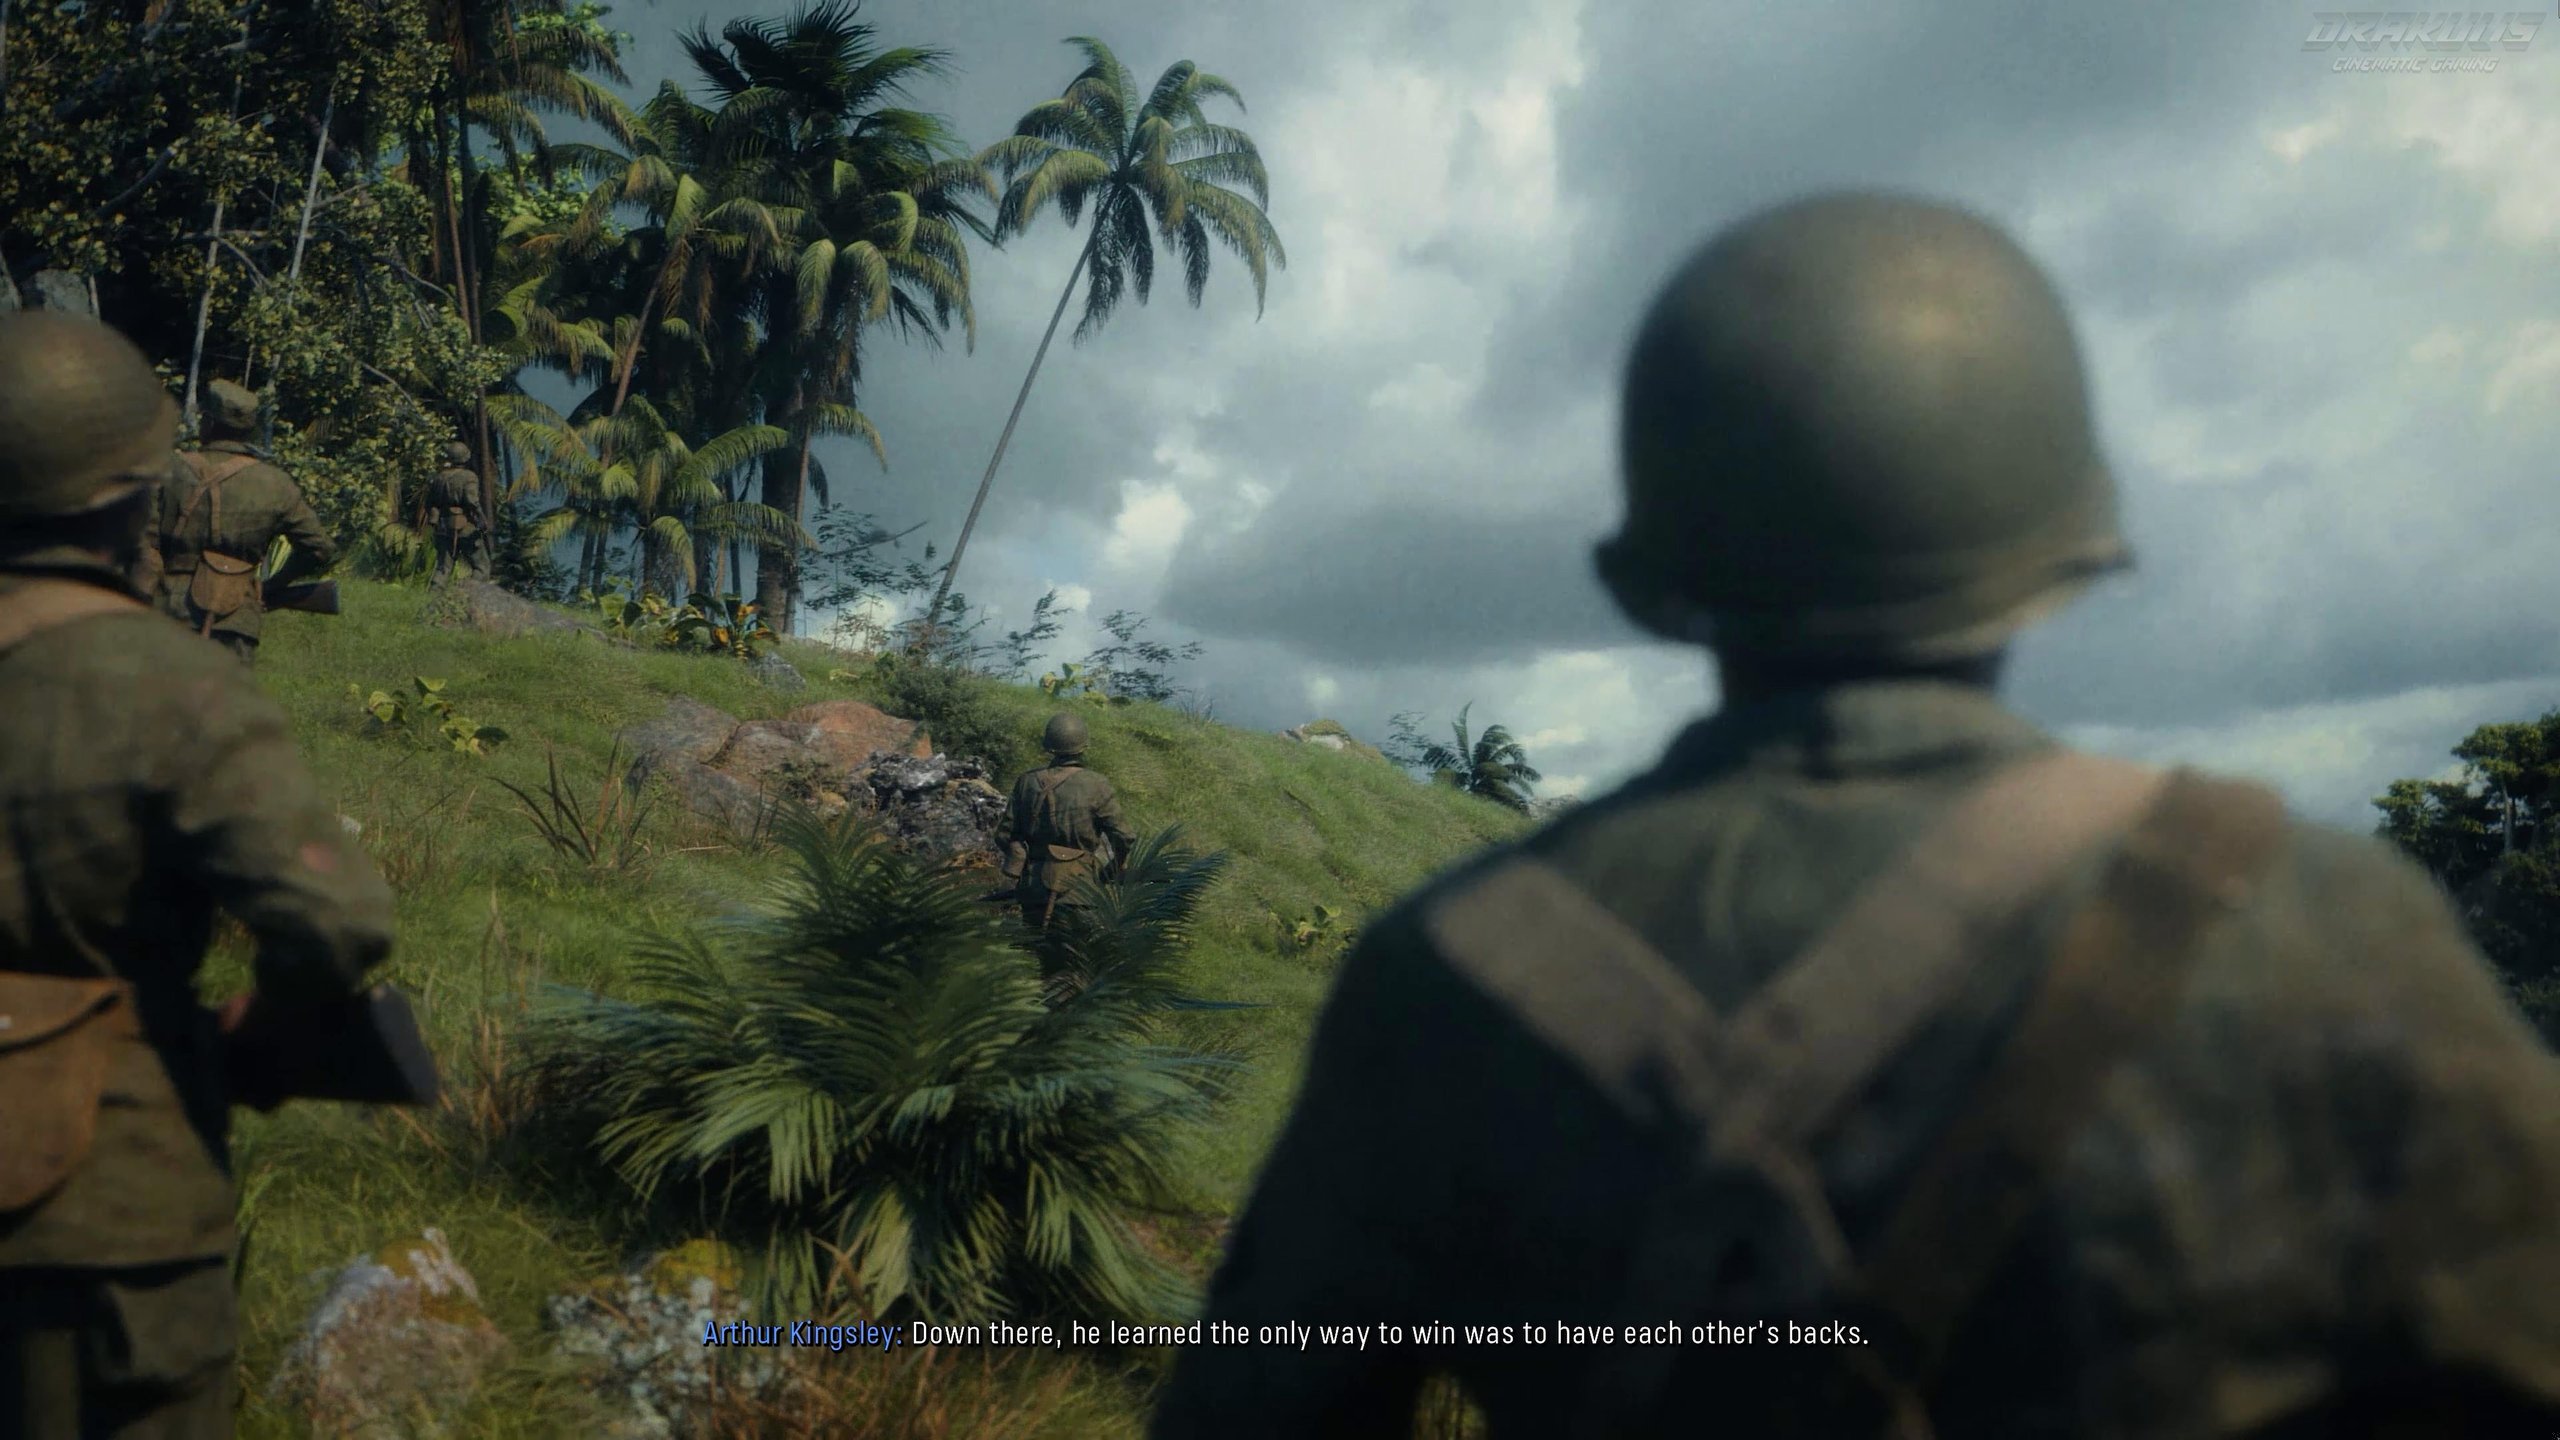 DRAKULIS
CINEMATIC GAMING
Arthur Kingsley: Down there, he learned the only way to win was to have each other's backs.